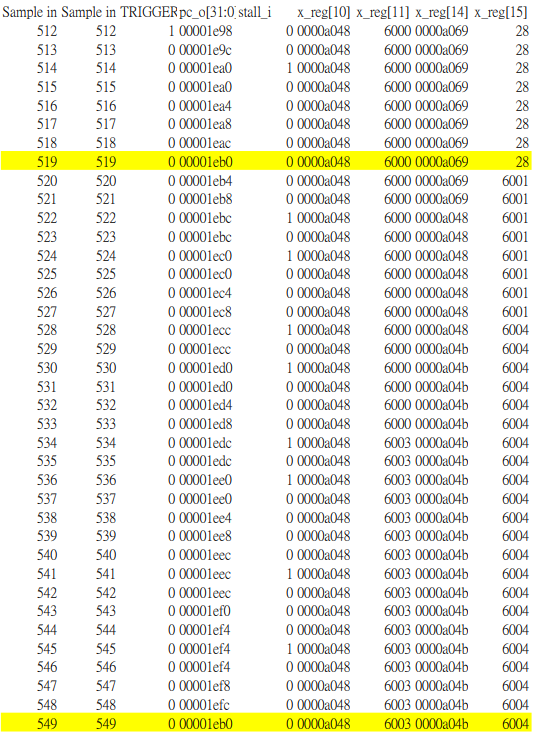 Sample in Sample in TRIGGER pc_o[31:0] stall_i x_reg[10] x_reg[11] x_reg[14] x_reg[15]
512 512 1 00001e98 0 0000a048 6000 0000a069 28
513 513 0 00001e9c 0 0000a048 6000 0000a069 28
514 514 0 00001ea0 1 0000a048 6000 0000a069 28
515 515 0 00001ea0 0 0000a048 6000 0000a069 28
516 516 0 00001ea4 0 0000a048 6000 0000a069 28
517 517 0 00001ea8 0 0000a048 6000 0000a069 28
518 518 0 00001eac 0 0000a048 6000 0000a069 28
519 519 0 00001eb0 0 0000a048 6000 0000a069 28
520 520 0 00001eb4 0 0000a048 6000 0000a069 6001
521 521 0 00001eb8 0 0000a048 6000 0000a069 6001
522 522 0 00001ebc 1 0000a048 6000 0000a048 6001
523 523 0 00001ebc 0 0000a048 6000 0000a048 6001
524 524 0 00001ec0 1 0000a048 6000 0000a048 6001
525 525 0 00001ec0 0 0000a048 6000 0000a048 6001
526 526 0 00001ec4 0 0000a048 6000 0000a048 6001
527 527 0 00001ec8 0 0000a048 6000 0000a048 6001
528 528 0 00001ecc 1 0000a048 6000 0000a048 6004
529 529 0 00001ecc 0 0000a048 6000 0000a04b 6004
530 530 0 00001ed0 1 0000a048 6000 0000a04b 6004
531 531 0 00001ed0 0 0000a048 6000 0000a04b 6004
532 532 0 00001ed4 0 0000a048 6000 0000a04b 6004
533 533 0 00001ed8 0 0000a048 6000 0000a04b 6004
534 534 0 00001edc 1 0000a048 6003 0000a04b 6004
535 535 0 00001edc 0 0000a048 6003 0000a04b 6004
536 536 0 00001ee0 1 0000a048 6003 0000a04b 6004
537 537 0 00001ee0 0 0000a048 6003 0000a04b 6004
538 538 0 00001ee4 0 0000a048 6003 0000a04b 6004
539 539 0 00001ee8 0 0000a048 6003 0000a04b 6004
540 540 0 00001eec 0 0000a048 6003 0000a04b 6004
541 541 0 00001eec 1 0000a048 6003 0000a04b 6004
542 542 0 00001eec 0 0000a048 6003 0000a04b 6004
543 543 0 00001ef0 0 0000a048 6003 0000a04b 6004
544 544 0 00001ef4 0 0000a048 6003 0000a04b 6004
545 545 0 00001ef4 1 0000a048 6003 0000a04b 6004
546 546 0 00001ef4 0 0000a048 6003 0000a04b 6004
547 547 0 00001ef8 0 0000a048 6003 0000a04b 6004
548 548 0 00001efc 0 0000a048 6003 0000a04b 6004
549 549 0 00001eb0 0 0000a048 6003 0000a04b 6004